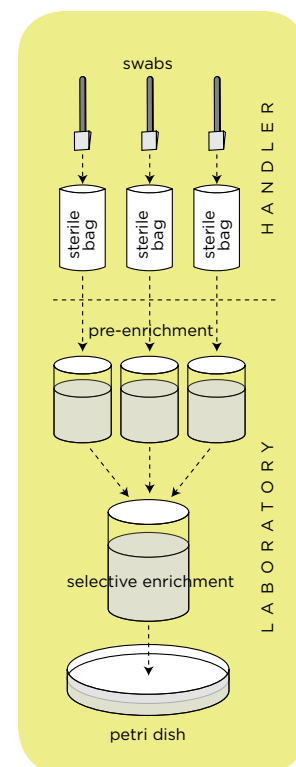 swabs
HANDLER
sterile
bag
sterile
bag
sterile
bag
pre-enrichment
LABORATORY
selective enrichment
petri dish